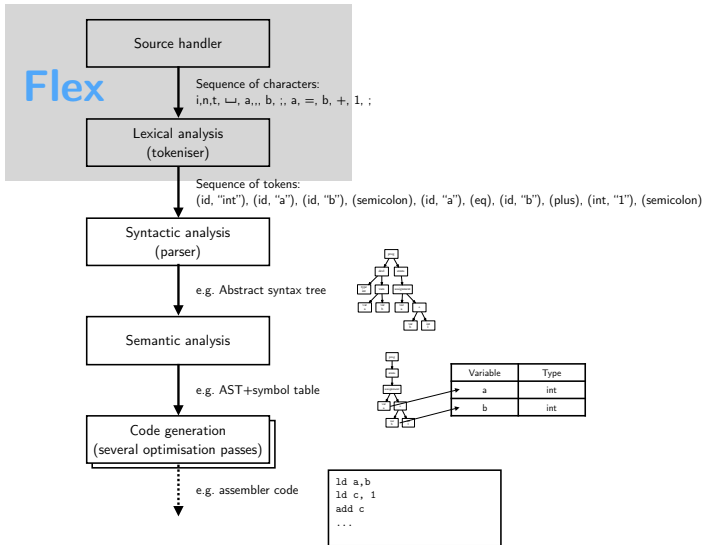 Flex
Source handler
Sequence of characters:
i,n,t, ⎵, a,,, b, ;, a, =, b, +, 1, ;
Lexical analysis
(tokeniser)
Sequence of tokens:
(id, “int”), (id, “a”), (id, “b”), (semicolon), (id, “a”), (eq), (id, “b”), (plus), (int, “1”), (semicolon)
Syntactic analysis
(parser)
e.g. Abstract syntax tree
Semantic analysis
e.g. AST+symbol table
Variable Type
a int
b int
Code generation
(several optimisation passes)
e.g. assembler code
ld a,b
ld c, 1
add c
...